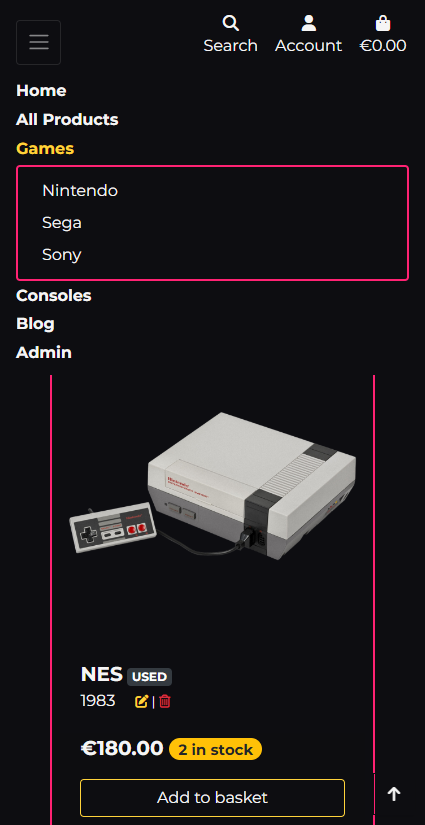 Search Account €0.00
Home
All Products
Games
Nintendo
Sega
Sony
Consoles
Blog
Admin
Nintendo
NES USED
1983 |
€180.00 2 in stock
Add to basket